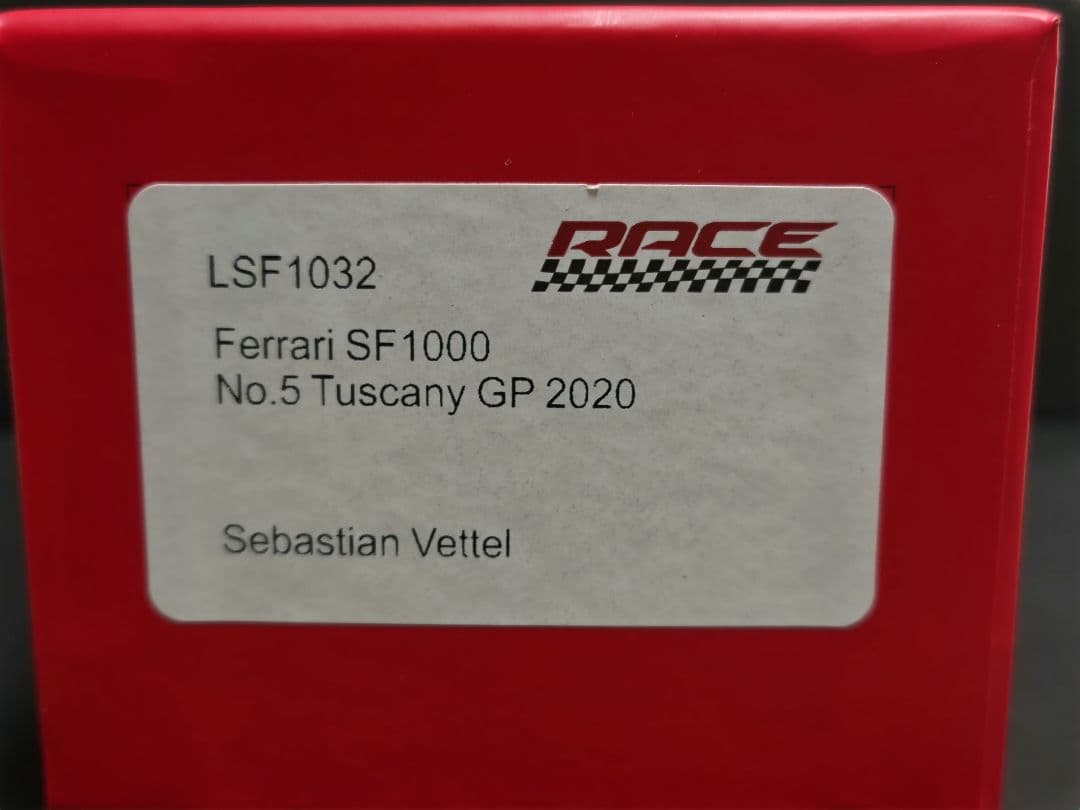 RACE
LSF1032
Ferrari SF1000
No.5 Tuscany GP 2020
Sebastian Vettel